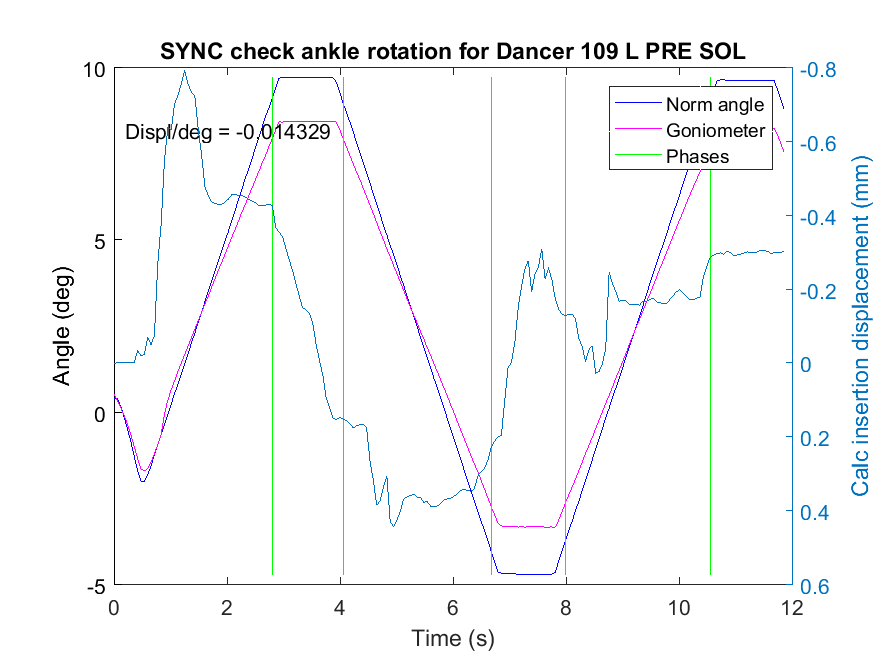 SYNC check ankle rotation for Dancer 109 L PRE SOL
10
5
0
-5
Angle (deg)
Displ/deg = -0.014329
Norm angle
Goniometer
Phases
-0.8
-0.6
-0.4
-0.2
0
0.2
0.4
0.6
Calc insertion displacement (mm)
0 2 4 6 8 10 12
Time (s)